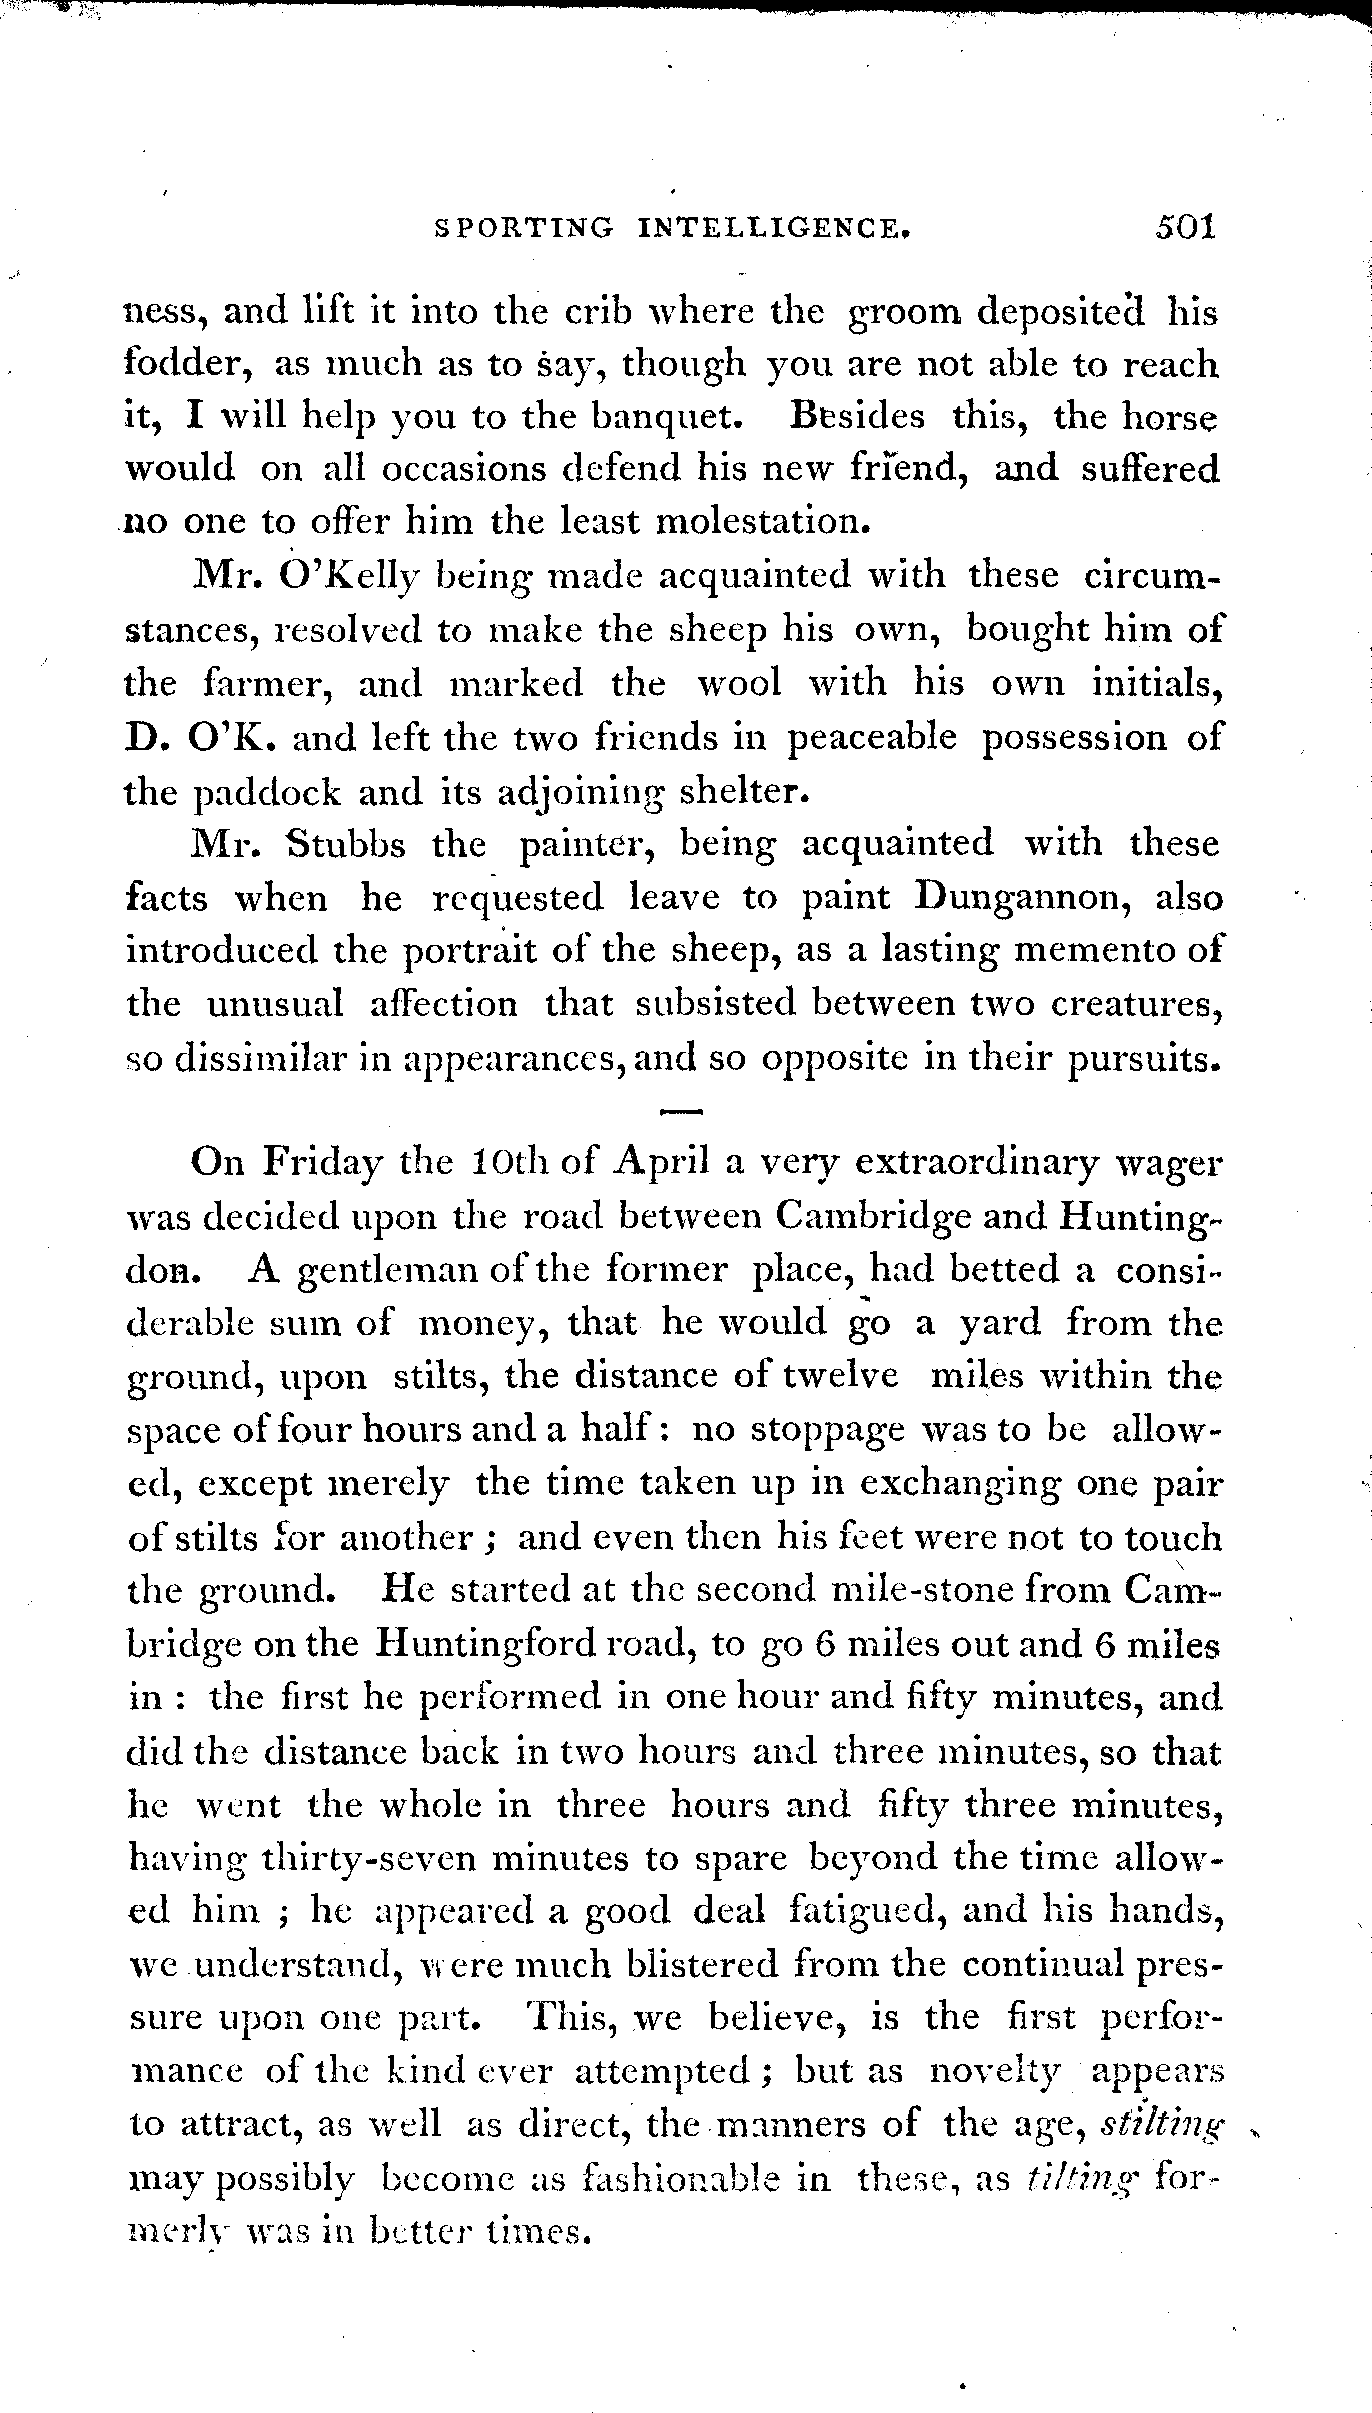 SPORTING INTELLIGENCE. 501
ness, and lift it into the crib where the groom deposited his
fodder, as much as to say, though you are not able to reach
it, I will help you to the banquet. Besides this, the horse
would on all occasions defend his new friend, and suffered
no one to offer him the least molestation.
Mr. O'Kelly being made acquainted with these circum-
stances, resolved to make the sheep his own, bought him of
the farmer, and marked the wool with his own initials,
D. O'K. and left the two friends in peaceable possession of
the paddock and its adjoining shelter.
Mr. Stubbs the painter, being acquainted with these
facts when he requested leave to paint Dungannon, also
introduced the portrait of the sheep, as a lasting memento of
the unusual affection that subsisted between two creatures,
so dissimilar in appearances, and so opposite in their pursuits.
On Friday the 10th of April a very extraordinary wager
was decided upon the road between Cambridge and Hunting-
don. A gentleman of the former place, had betted a consi-
derable sum of money, that he would go a yard from the
ground, upon stilts, the distance of twelve miles within the
space of four hours and a half : no stoppage was to be allow-
ed, except merely the time taken up in exchanging one pair
of stilts for another ; and even then his feet were not to touch
the ground. He started at the second mile-stone from Cam-
bridge on the Huntingford road, to go 6 miles out and 6 miles
in : the first he performed in one hour and fifty minutes, and
did the distance back in two hours and three minutes, so that
he went the whole in three hours and fifty three minutes,
having thirty-seven minutes to spare beyond the time allow-
ed him ; he appeared a good deal fatigued, and his hands,
we understand, were much blistered from the continual pres-
sure upon one part. This, we believe, is the first perfor-
mance of the kind ever attempted ; but as novelty appears
to attract, as well as direct, the manners of the age, stilting
may possibly become as fashionable in these, as tilting for-
merly was in better times.